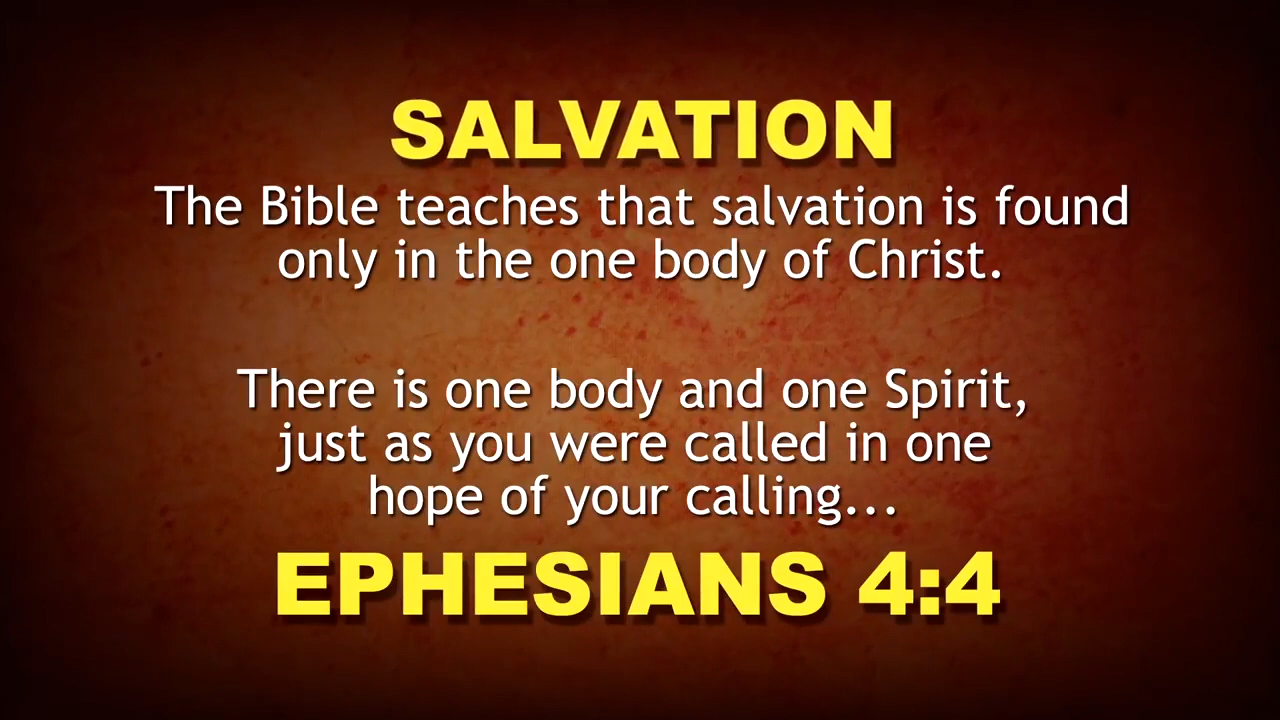 SALVATION
The Bible teaches that salvation is found
only in the one body of Christ.
There is one body and one Spirit,
just as you were called in one
hope of your calling...
EPHESIANS 4:4